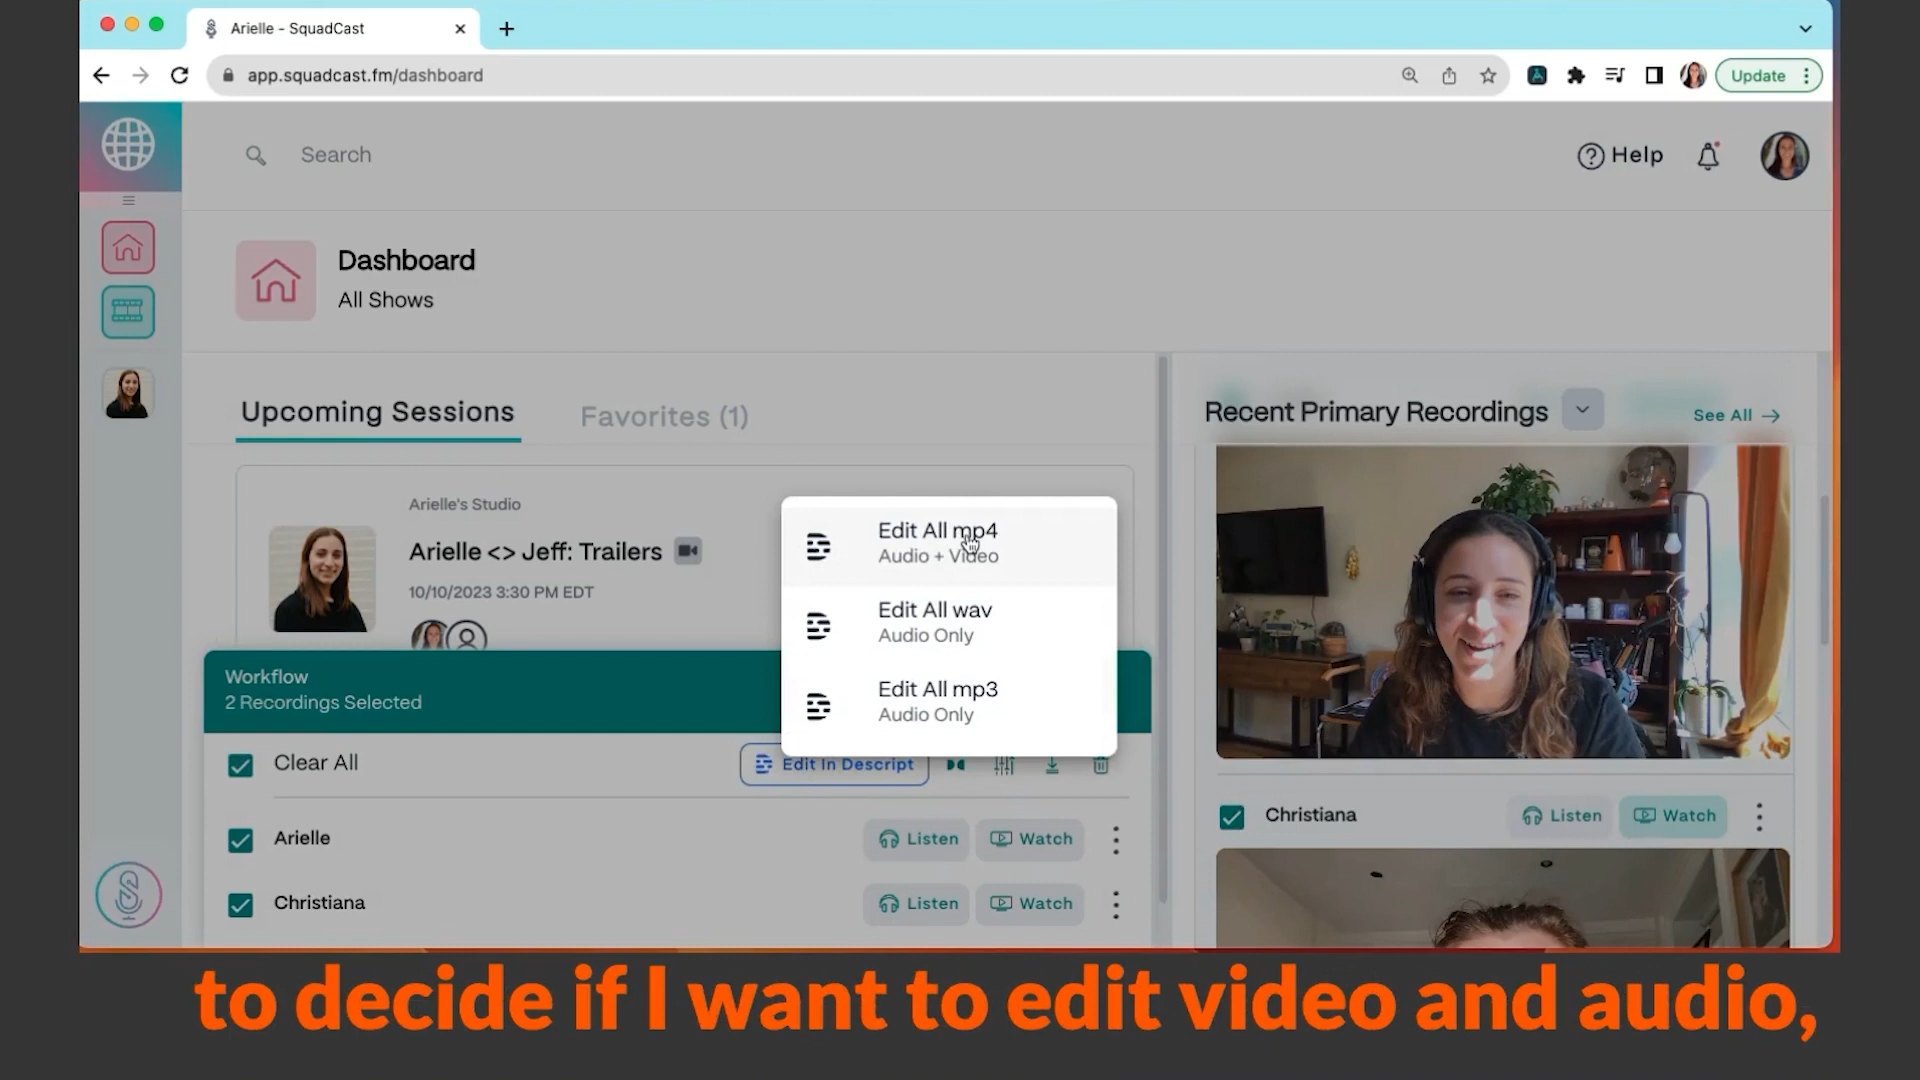 Arielle - SquadCast
app.squadcast.fm/dashboard
Update
Search
Help
Dashboard
All Shows
Upcoming Sessions
Favorites (1)
Arielle's Studio
Arielle <> Jeff: Trailers
10/10/2023 3:30 PM EDT
Edit All mp4
Audio + Video
Edit All wav
Audio Only
Edit All mp3
Audio Only
Workflow
2 Recordings Selected
Clear All
Edit In Descript
Arielle
Listen
Watch
Christiana
Listen
Watch
Recent Primary Recordings
See All →
Christiana
Listen
Watch
to decide if I want to edit video and audio,